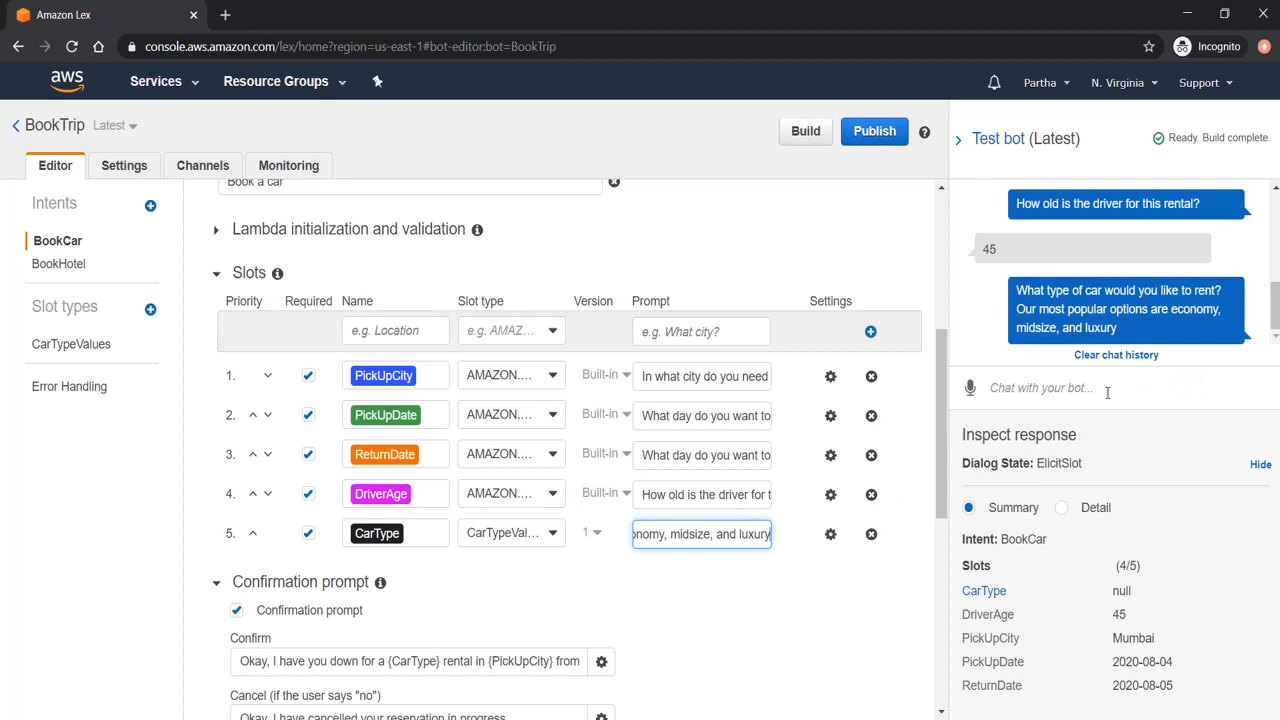 Amazon Lex
console.aws.amazon.com/lex/home?region=us-east-1#bot-editor:bot=BookTrip
Incognito
aws
Services
Resource Groups
Partha
N. Virginia
Support
BookTrip
Latest
Build
Publish
Test bot (Latest)
Ready. Build complete.
Editor
Settings
Channels
Monitoring
Intents
BookCar
BookHotel
Slot types
CarTypeValues
Error Handling
Book a car
Lambda initialization and validation
Slots
Priority Required Name Slot type Version Prompt Settings
e.g. Location e.g. AMAZ... e.g. What city?
1. PickUpCity AMAZON.... Built-in In what city do you need
2. PickUpDate AMAZON.... Built-in What day do you want to
3. ReturnDate AMAZON.... Built-in What day do you want to
4. DriverAge AMAZON.... Built-in How old is the driver for t
5. CarType CarTypeVal... 1 onomy, midsize, and luxury
Confirmation prompt
Confirmation prompt
Confirm
Okay, I have you down for a {CarType} rental in {PickUpCity} from
Cancel (if the user says "no")
Okay, I have cancelled your reservation in progress.
How old is the driver for this rental?
45
What type of car would you like to rent?
Our most popular options are economy,
midsize, and luxury
Clear chat history
Chat with your bot...
Inspect response
Dialog State: ElicitSlot
Hide
Summary
Detail
Intent: BookCar
Slots (4/5)
CarType null
DriverAge 45
PickUpCity Mumbai
PickUpDate 2020-08-04
ReturnDate 2020-08-05